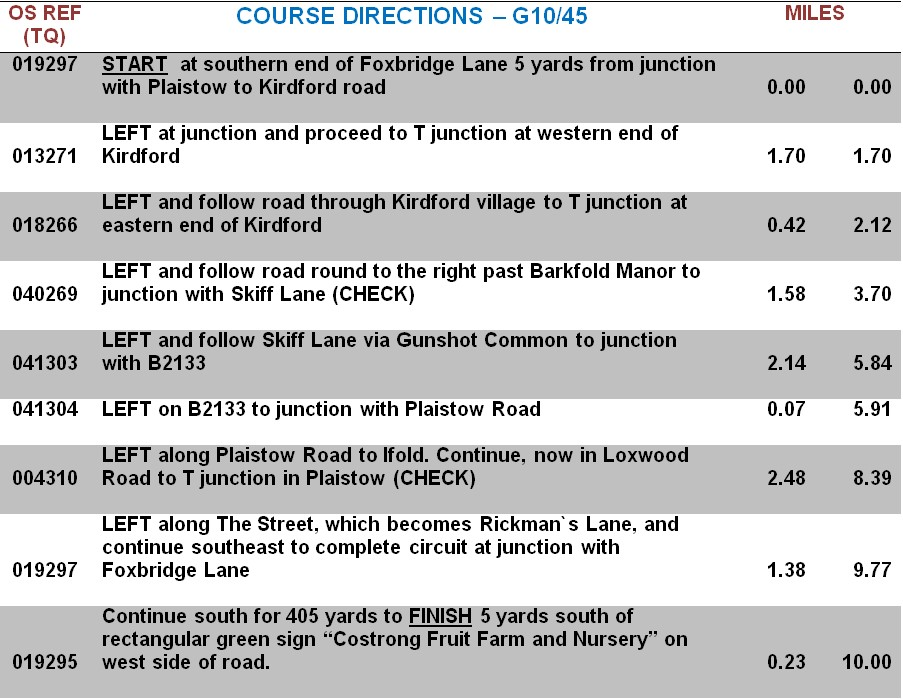 OS REF COURSE DIRECTIONS – G10/45 MILES
(TQ)
019297 START at southern end of Foxbridge Lane 5 yards from junction
with Plaistow to Kirdford road 0.00 0.00
LEFT at junction and proceed to T junction at western end of
013271 Kirdford 1.70 1.70
LEFT and follow road through Kirdford village to T junction at
018266 eastern end of Kirdford 0.42 2.12
LEFT and follow road round to the right past Barkfold Manor to
040269 junction with Skiff Lane (CHECK) 1.58 3.70
LEFT and follow Skiff Lane via Gunshot Common to junction
041303 with B2133 2.14 5.84
041304 LEFT on B2133 to junction with Plaistow Road 0.07 5.91
LEFT along Plaistow Road to Ifold. Continue, now in Loxwood
004310 Road to T junction in Plaistow (CHECK) 2.48 8.39
LEFT along The Street, which becomes Rickman`s Lane, and
continue southeast to complete circuit at junction with
019297 Foxbridge Lane 1.38 9.77
Continue south for 405 yards to FINISH 5 yards south of
rectangular green sign “Costrong Fruit Farm and Nursery” on
019295 west side of road. 0.23 10.00